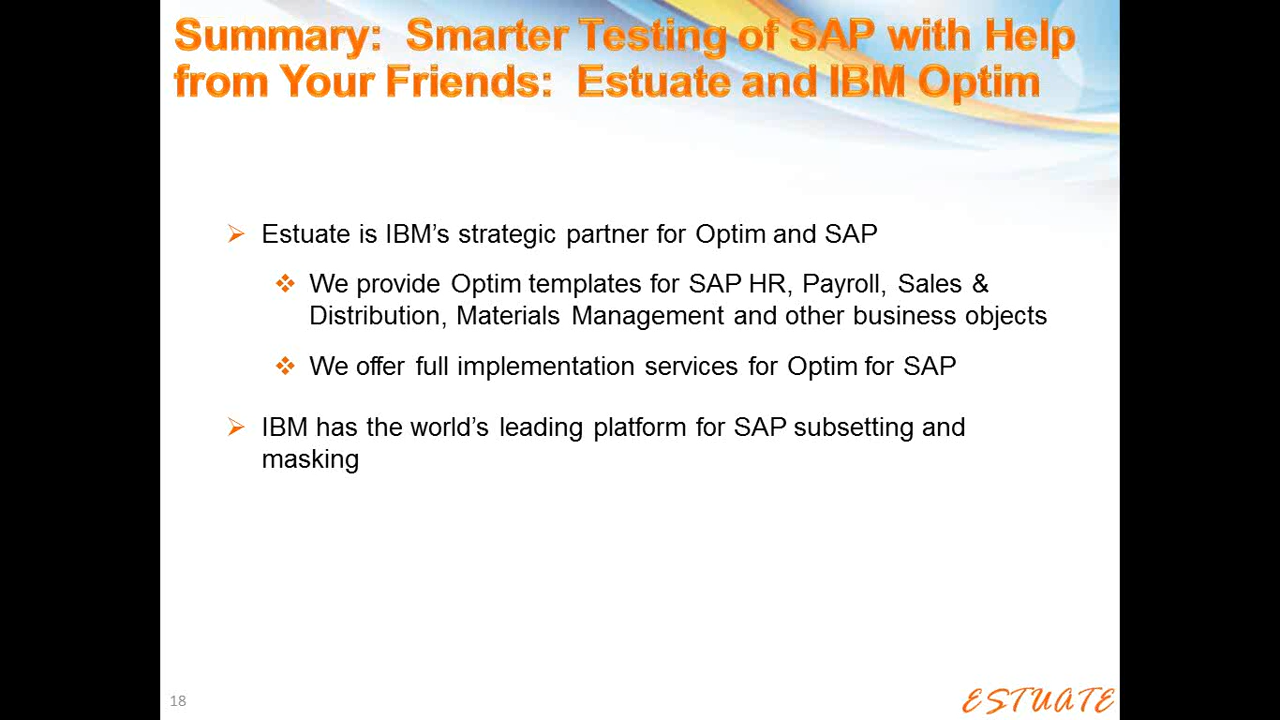 Summary: Smarter Testing of SAP with Help
from Your Friends: Estuate and IBM Optim
Estuate is IBM’s strategic partner for Optim and SAP
We provide Optim templates for SAP HR, Payroll, Sales &
Distribution, Materials Management and other business objects
We offer full implementation services for Optim for SAP
IBM has the world’s leading platform for SAP subsetting and
masking
18
ESTUATE